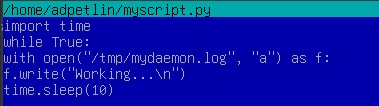 /home/adpetlin/myscript.py
import time
while True:
with open("/tmp/mydaemon.log", "a") as f:
f.write("Working...\n")
time.sleep(10)